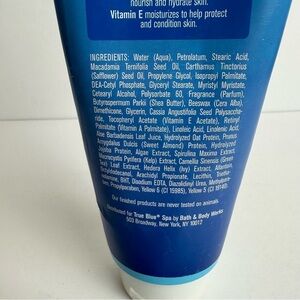 nourish and hydrate skin.
Vitamin E moisturizes to help protect
and condition skin.
INGREDIENTS: Water (Aqua), Petrolatum, Stearic Acid,
Macadamia Ternifolia Seed Oil, Carthamus Tinctorius
(Safflower) Seed Oil, Propylene Glycol, Isopropyl Palmitate,
DEA-Cetyl Phosphate, Glyceryl Stearate, Myristyl Myristate,
Cetearyl Alcohol, Polysorbate 60, Fragrance (Parfum),
Butyrospermum Parkii (Shea Butter), Beeswax (Cera Alba),
Dimethicone, Glycerin, Cassia Angustifolia Seed Polysaccha-
ride, Tocopheryl Acetate (Vitamin E Acetate), Retinyl
Palmitate (Vitamin A Palmitate), Linoleic Acid, Linolenic Acid,
Aloe Barbadensis Leaf Juice, Hydrolyzed Oat Protein, Prunus
Amygdalus Dulcis (Sweet Almond) Protein, Hydrolyzed
Jojoba Protein, Algae Extract, Spirulina Maxima Extract,
Macrocystis Pyrifera (Kelp) Extract, Camellia Sinensis (Green
Tea) Leaf Extract, Hedera Helix (Ivy) Extract,
Butyloctadecanol, Arachidyl Propionate, Lecithin,
BHT, Disodium EDTA, Diazolidinyl Urea,
Propylparaben, Yellow 6 (CI 15985), Yellow 5 (CI 19140).
Our finished products are never tested on animals.
Distributed for True Blue® Spa by Bath & Body Works
503 Broadway, New York, NY 10012